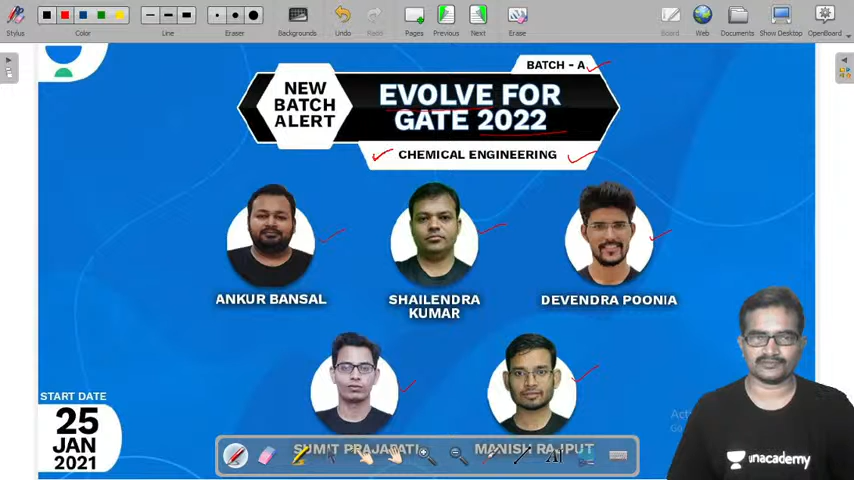 Stylus
Color
Line
Eraser
Backgrounds
Undo
Redo
Pages
Previous
Next
Erase
Board
Web
Documents
Show Desktop
OpenBoard
BATCH - A
NEW
BATCH
ALERT
EVOLVE FOR
GATE 2022
CHEMICAL ENGINEERING
ANKUR BANSAL
SHAILENDRA
KUMAR
DEVENDRA POONIA
START DATE
25
JAN
2021
SUMIT PRAJAPATI
MANISH RAJPUT
unacademy